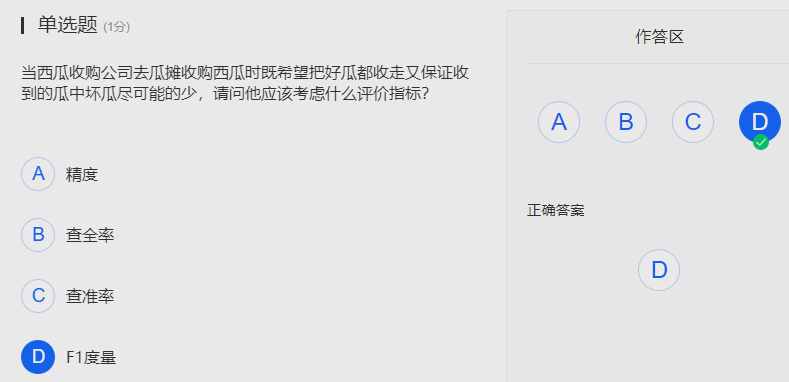 单选题 (1分)
当西瓜收购公司去瓜摊收购西瓜时既希望把好瓜都收走又保证收
到的瓜中坏瓜尽可能的少，请问他应该考虑什么评价指标?
A 精度
B 查全率
C 查准率
D F1度量
作答区
A B C D
正确答案
D